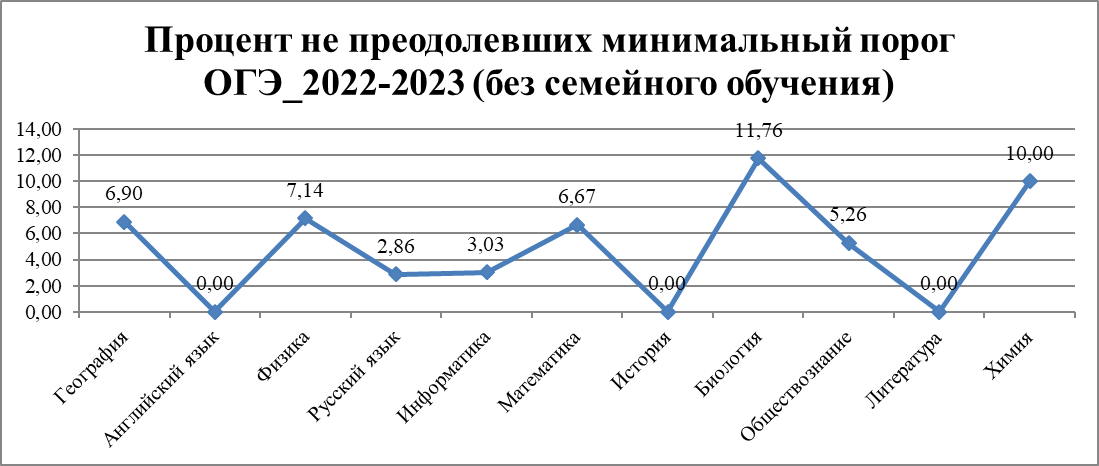 Процент не преодолевших минимальный порог
ОГЭ_2022-2023 (без семейного обучения)
14,00
12,00
10,00
8,00
6,00
4,00
2,00
0,00
6,90
0,00
7,14
2,86
3,03
6,67
0,00
11,76
5,26
0,00
10,00
География
Английский язык
Физика
Русский язык
Информатика
Математика
История
Биология
Обществознание
Литература
Химия